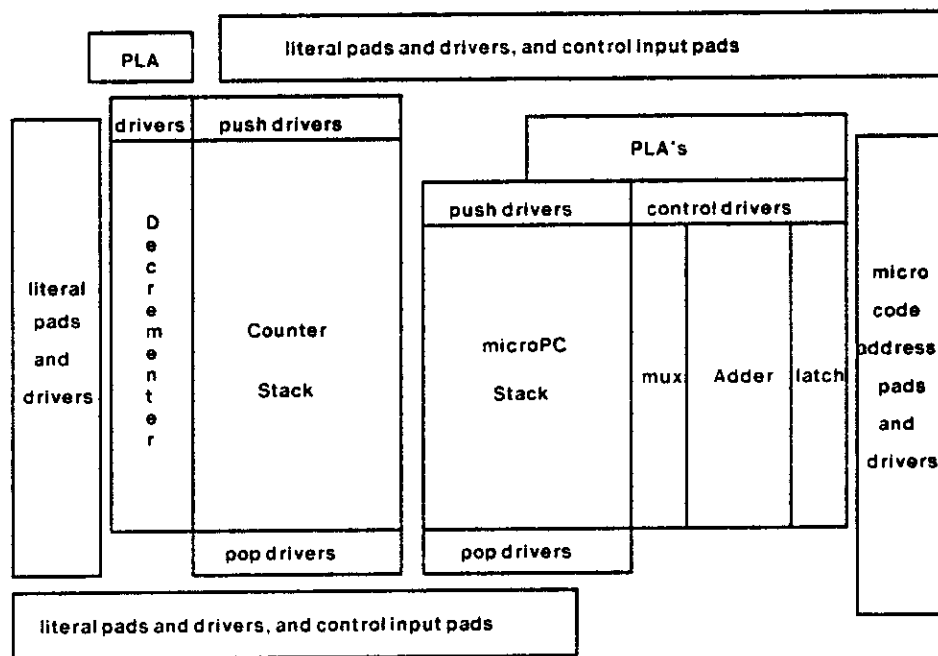 literal pads and drivers, and control input pads
PLA
drivers
push drivers
PLA's
push drivers
control drivers
Decrementer
literal
pads
and
drivers
Counter
Stack
microPC
Stack
mux
Adder
latch
micro
code
address
pads
and
drivers
pop drivers
pop drivers
literal pads and drivers, and control input pads